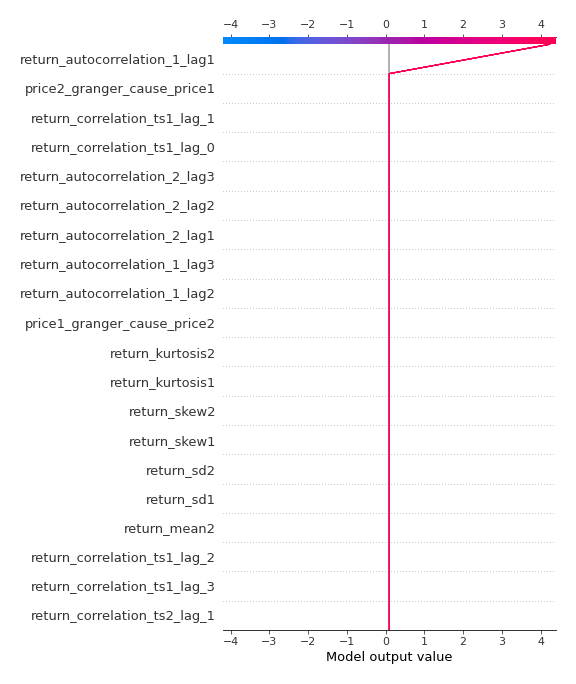 −4 −3 −2 −1 0 1 2 3 4
return_autocorrelation_1_lag1
price2_granger_cause_price1
return_correlation_ts1_lag_1
return_correlation_ts1_lag_0
return_autocorrelation_2_lag3
return_autocorrelation_2_lag2
return_autocorrelation_2_lag1
return_autocorrelation_1_lag3
return_autocorrelation_1_lag2
price1_granger_cause_price2
return_kurtosis2
return_kurtosis1
return_skew2
return_skew1
return_sd2
return_sd1
return_mean2
return_correlation_ts1_lag_2
return_correlation_ts1_lag_3
return_correlation_ts2_lag_1
−4 −3 −2 −1 0 1 2 3 4
Model output value